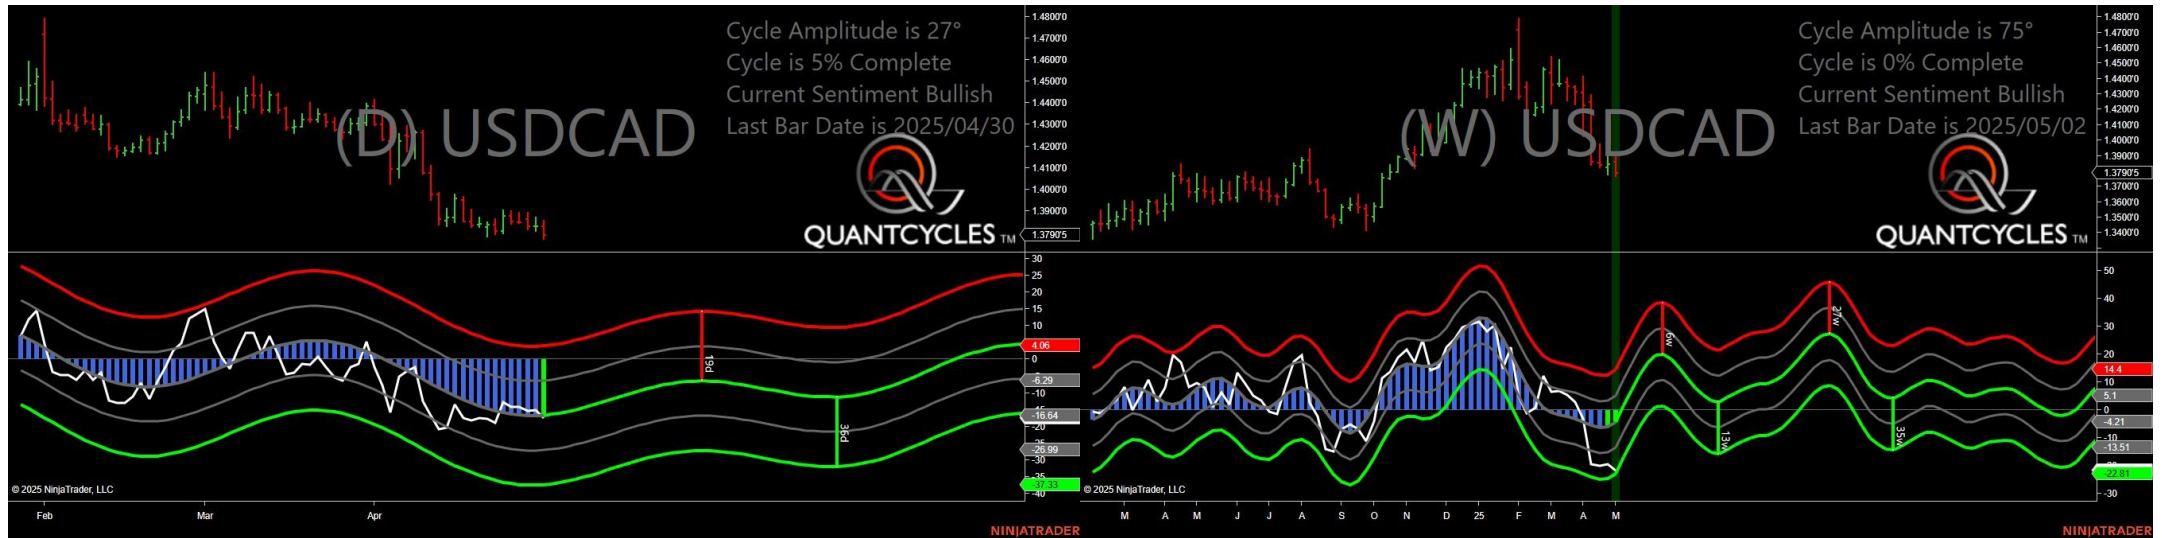 Cycle Amplitude is 27°
Cycle is 5% Complete
Current Sentiment Bullish
Last Bar Date is 2025/04/30
(D) USDCAD
QUANTCYCLES TM
1.4800'0
1.4700'0
1.4600'0
1.4500'0
1.4400'0
1.4300'0
1.4200'0
1.4100'0
1.4000'0
1.3900'0
1.3790'5
30
25
20
15
10
4.06
0
-6.29
-10
-16.64
-20
-26.99
-30
-37.33
-40
19d
36d
© 2025 NinjaTrader, LLC
Feb Mar Apr
NINJATRADER
Cycle Amplitude is 75°
Cycle is 0% Complete
Current Sentiment Bullish
Last Bar Date is 2025/05/02
(W) USDCAD
QUANTCYCLES TM
1.4800'0
1.4700'0
1.4600'0
1.4500'0
1.4400'0
1.4300'0
1.4200'0
1.4100'0
1.4000'0
1.3900'0
1.3790'5
1.3700'0
1.3600'0
1.3500'0
1.3400'0
50
40
30
20
14.4
10
5.1
0
-4.21
-10
-13.51
-22.81
-30
6w
13w
27w
35w
© 2025 NinjaTrader, LLC
M A M J J A S O N D 25 F M A M
NINJATRADER